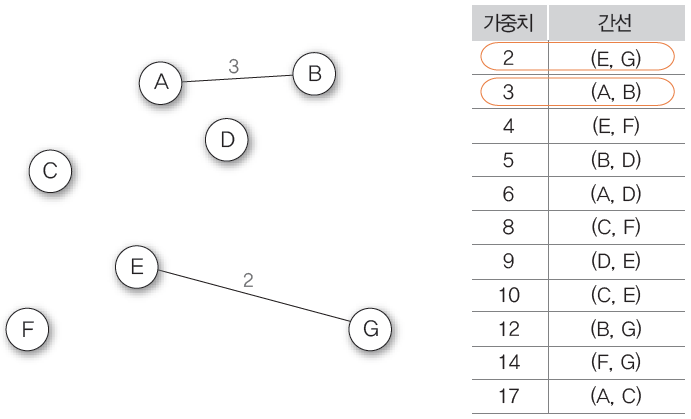 3
A
B
D
C
E
2
F
G
가중치 간선
2 (E, G)
3 (A, B)
4 (E, F)
5 (B, D)
6 (A, D)
8 (C, F)
9 (D, E)
10 (C, E)
12 (B, G)
14 (F, G)
17 (A, C)